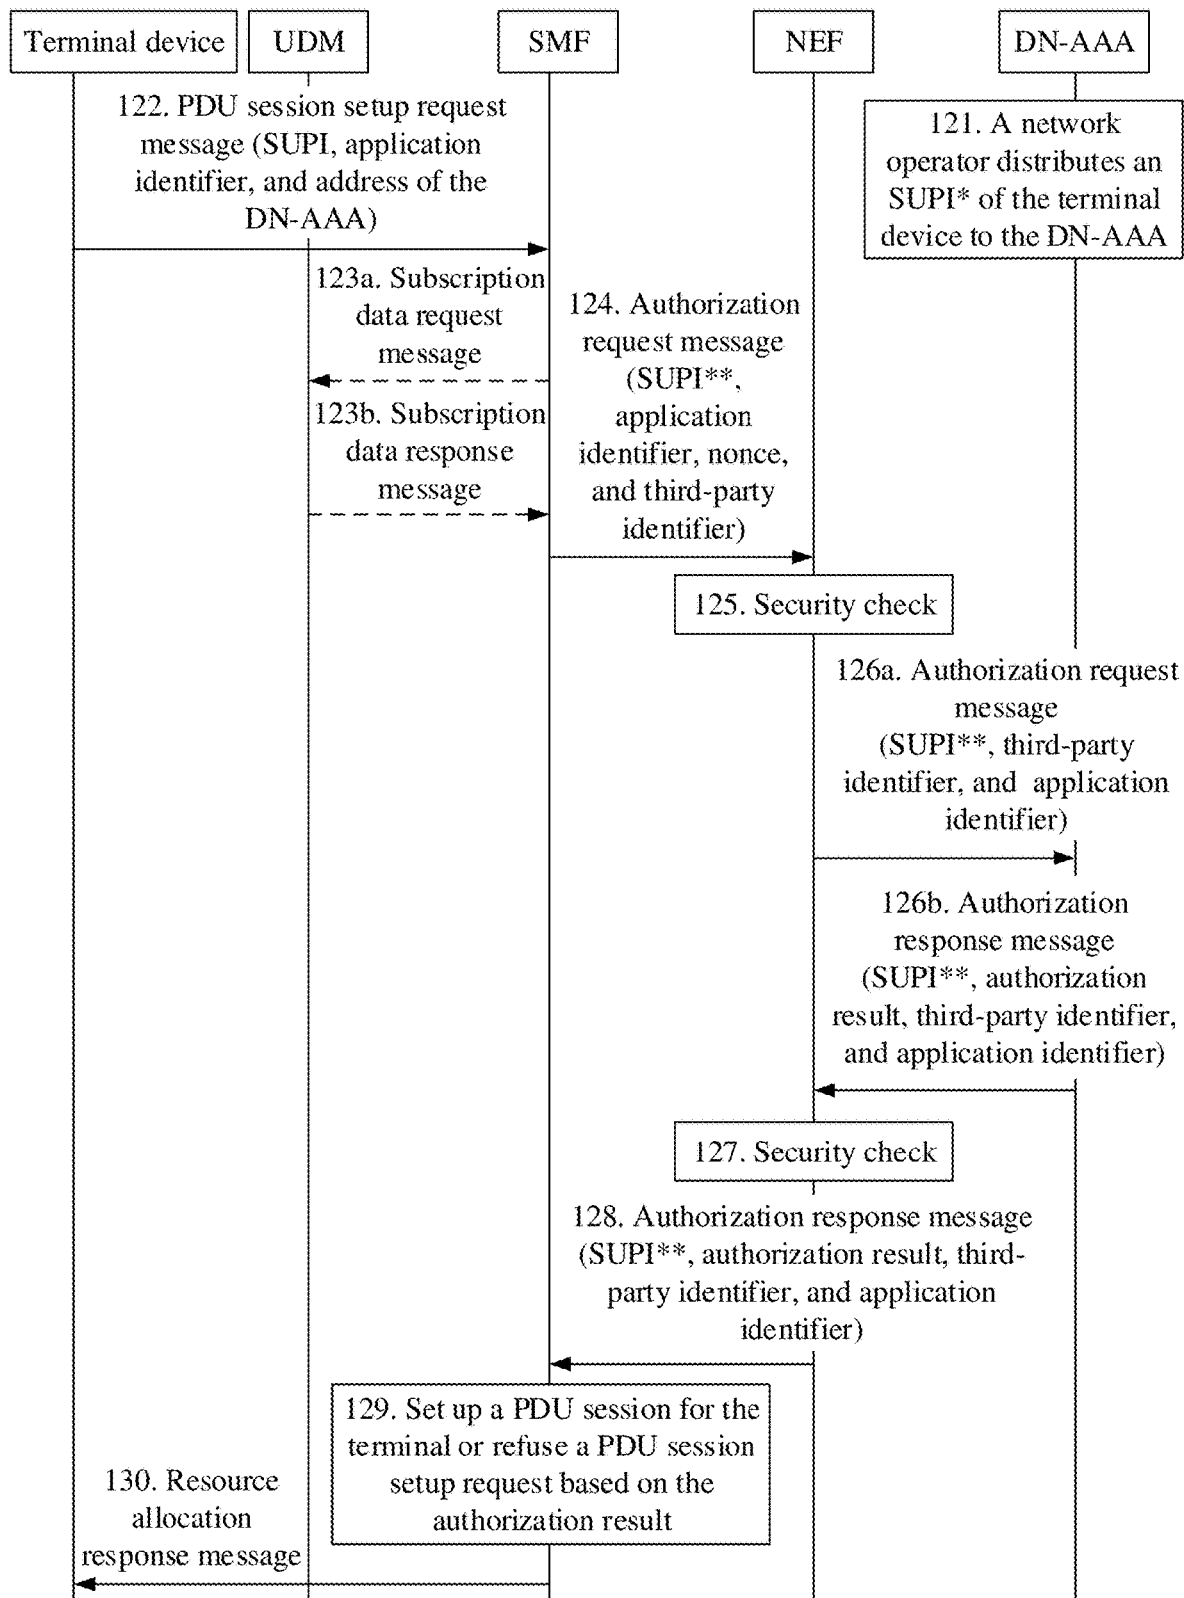 Terminal device
UDM
SMF
NEF
DN-AAA
121. A network
operator distributes an
SUPI* of the terminal
device to the DN-AAA
122. PDU session setup request
message (SUPI, application
identifier, and address of the
DN-AAA)
123a. Subscription
data request
message
123b. Subscription
data response
message
124. Authorization
request message
(SUPI**,
application
identifier, nonce,
and third-party
identifier)
125. Security check
126a. Authorization request
message
(SUPI**, third-party
identifier, and application
identifier)
126b. Authorization
response message
(SUPI**, authorization
result, third-party identifier,
and application identifier)
127. Security check
128. Authorization response message
(SUPI**, authorization result, third-
party identifier, and application
identifier)
129. Set up a PDU session for the
terminal or refuse a PDU session
setup request based on the
authorization result
130. Resource
allocation
response message